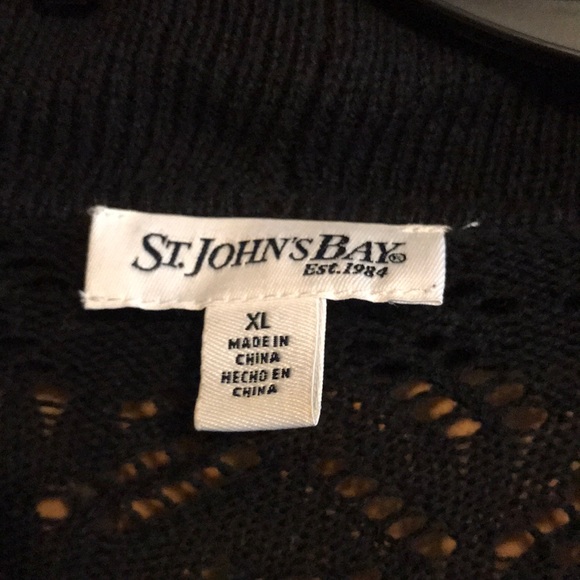 ST. JOHN'S BAY®
EST. 1984
XL
MADE IN
CHINA
HECHO EN
CHINA